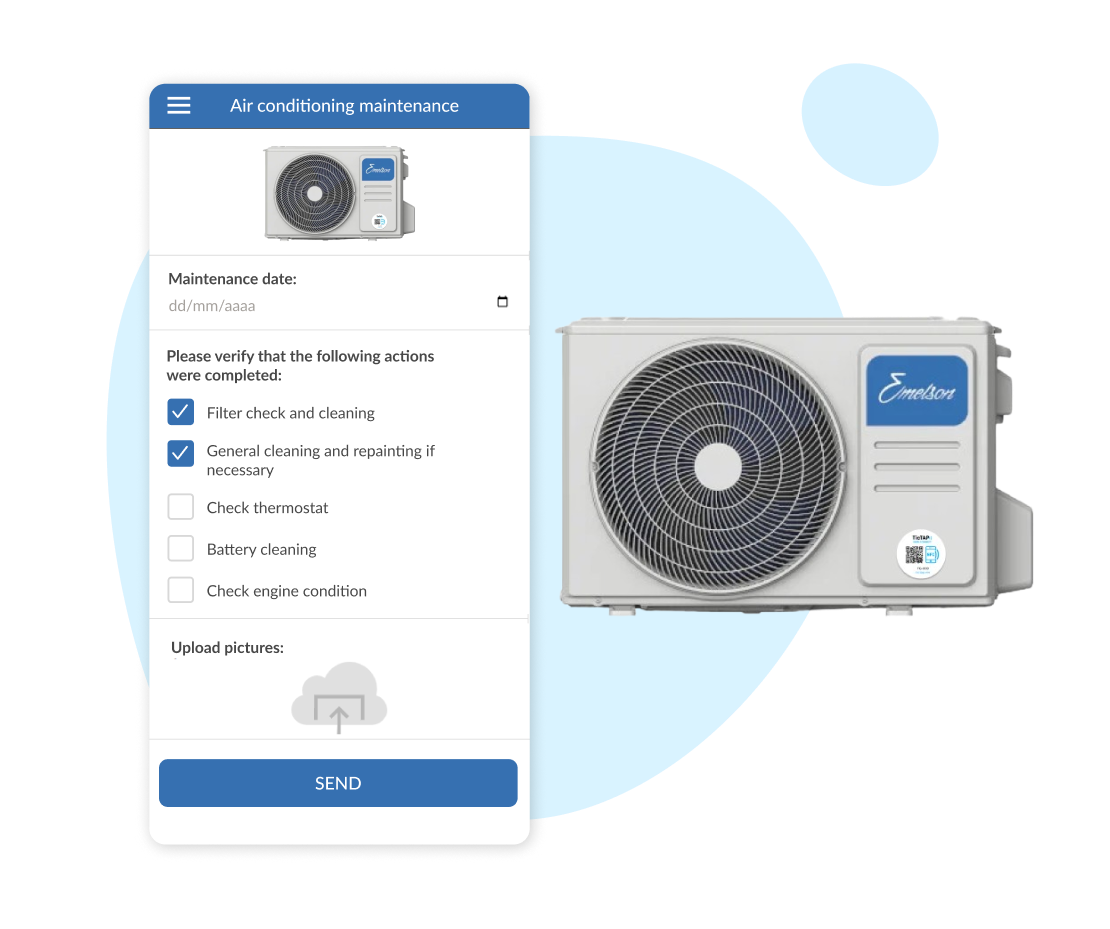 Air conditioning maintenance
Emelson
Maintenance date:
dd/mm/aaaa
Please verify that the following actions
were completed:
Filter check and cleaning
General cleaning and repainting if
necessary
Check thermostat
Battery cleaning
Check engine condition
Upload pictures:
SEND
Emelson
TicTAP